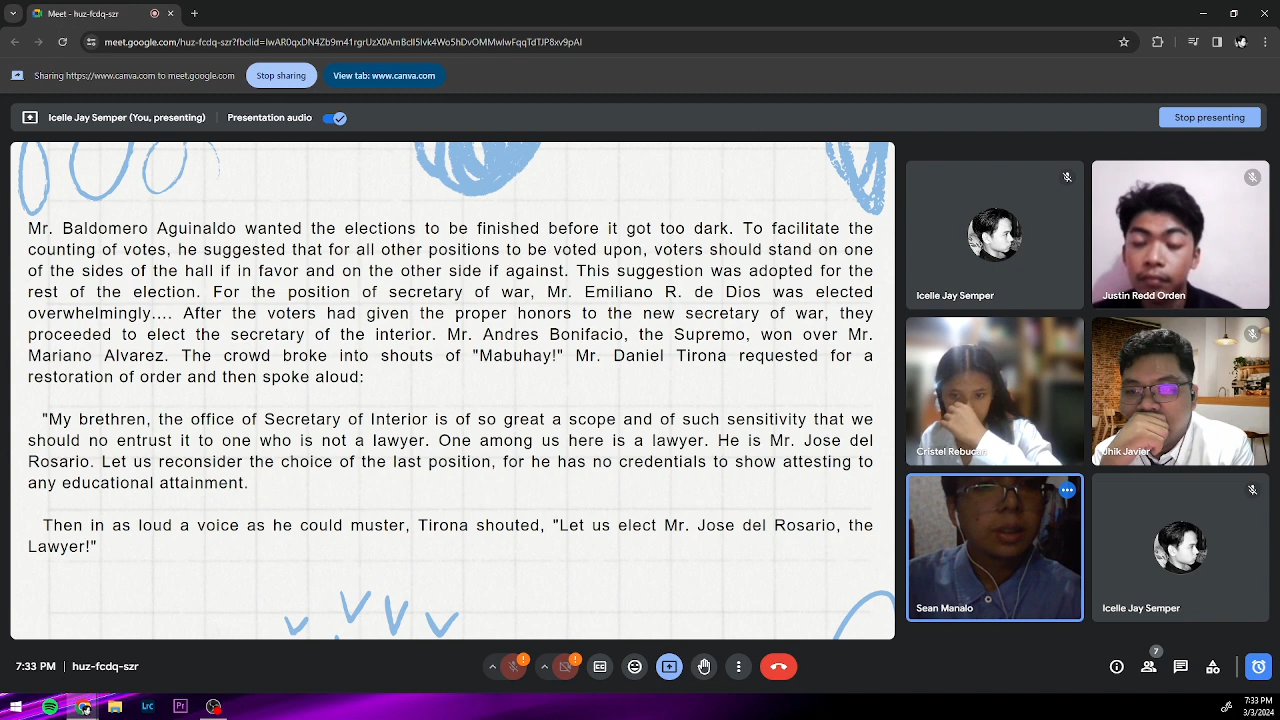 Meet - huz-fcdq-szr
meet.google.com/huz-fcdq-szr?fbclid=IwAR0qxDN4Zb9m41rgrUzX0AmBcIl5Ivk4Wo5hDvOMMwlwFqqTdTJP8xv9pAI
Sharing https://www.canva.com to meet.google.com
Stop sharing
View tab: www.canva.com
Icelle Jay Semper (You, presenting)
Presentation audio
Stop presenting
Mr. Baldomero Aguinaldo wanted the elections to be finished before it got too dark. To facilitate the
counting of votes, he suggested that for all other positions to be voted upon, voters should stand on one
of the sides of the hall if in favor and on the other side if against. This suggestion was adopted for the
rest of the election. For the position of secretary of war, Mr. Emiliano R. de Dios was elected
overwhelmingly.... After the voters had given the proper honors to the new secretary of war, they
proceeded to elect the secretary of the interior. Mr. Andres Bonifacio, the Supremo, won over Mr.
Mariano Alvarez. The crowd broke into shouts of "Mabuhay!" Mr. Daniel Tirona requested for a
restoration of order and then spoke aloud:
"My brethren, the office of Secretary of Interior is of so great a scope and of such sensitivity that we
should no entrust it to one who is not a lawyer. One among us here is a lawyer. He is Mr. Jose del
Rosario. Let us reconsider the choice of the last position, for he has no credentials to show attesting to
any educational attainment.
Then in as loud a voice as he could muster, Tirona shouted, "Let us elect Mr. Jose del Rosario, the
Lawyer!"
Icelle Jay Semper
Justin Redd Orden
Cristel Rebucas
Jhik Javier
Sean Manalo
Icelle Jay Semper
7:33 PM | huz-fcdq-szr
7
Lrc
Pr
7:33 PM
3/3/2024